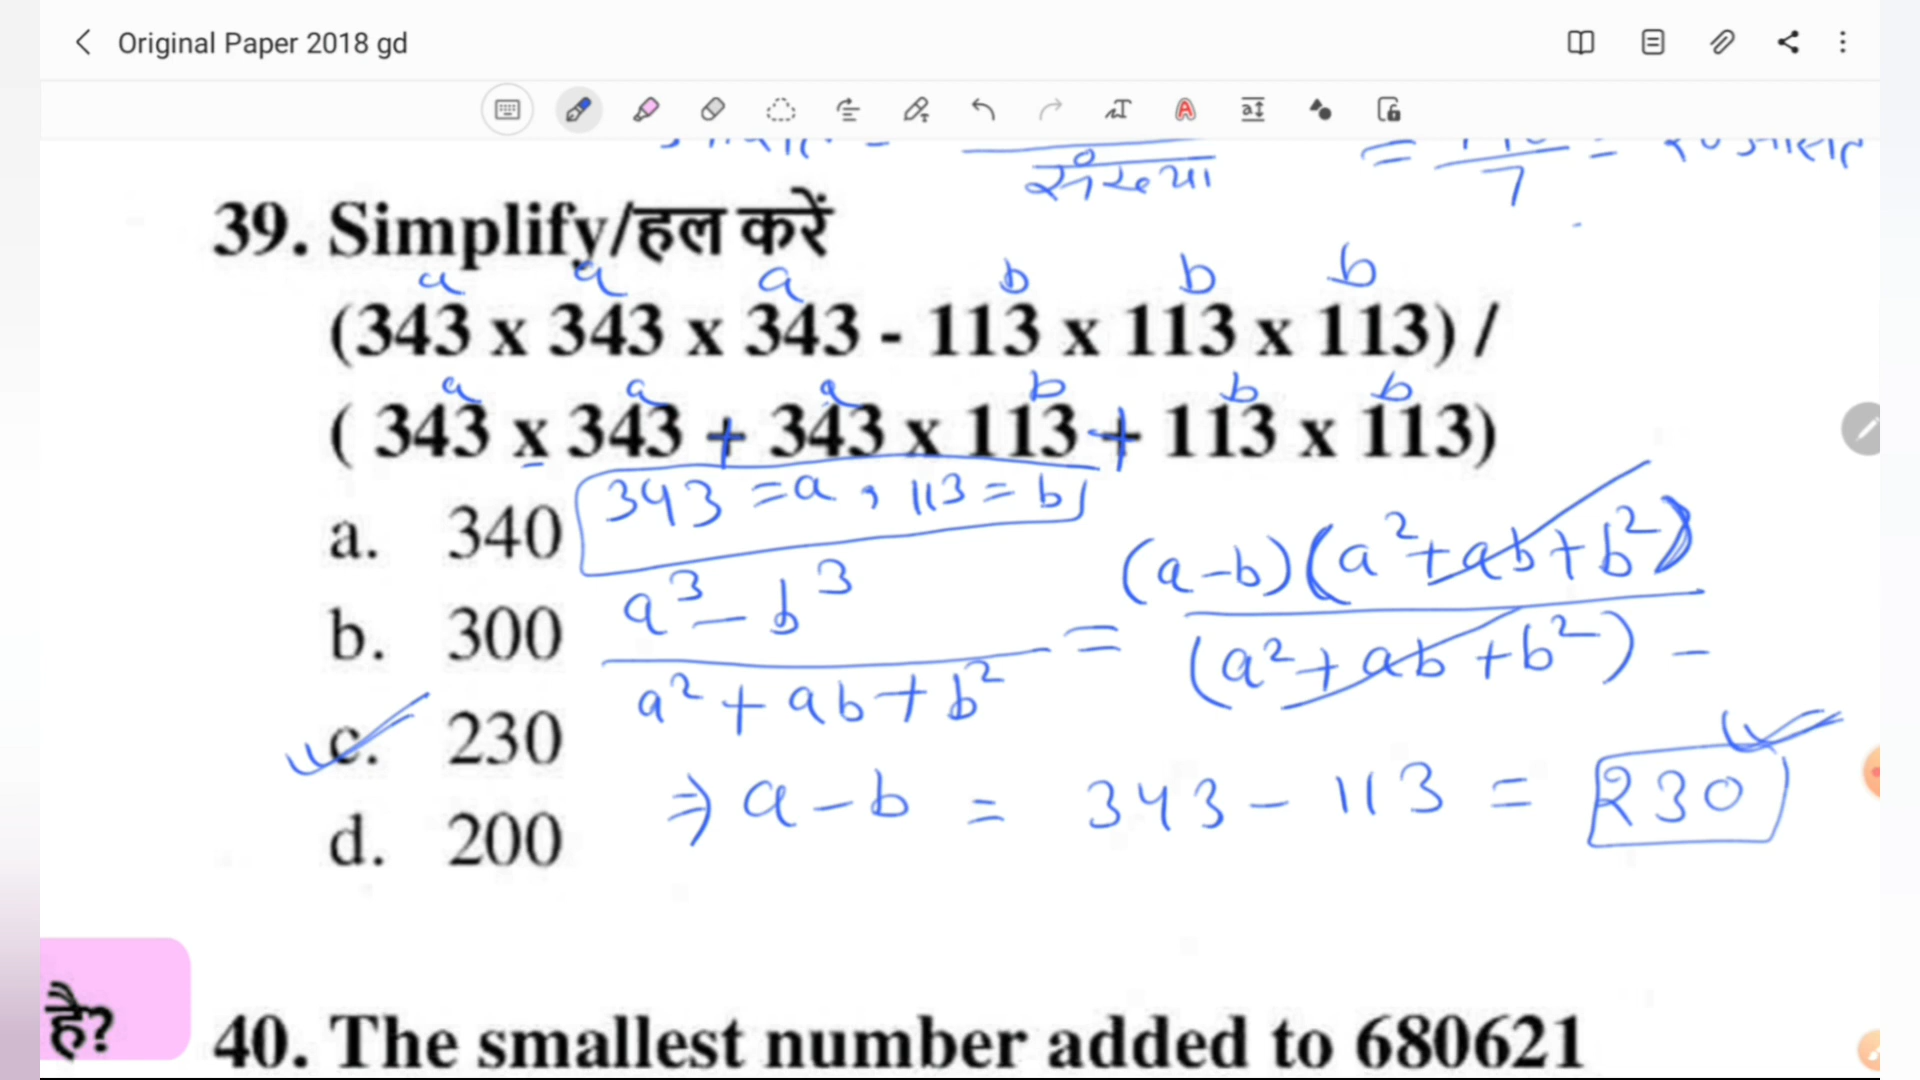 Original Paper 2018 gd
संख्या
7
39. Simplify/हल करें
a a a b b b
(343 x 343 x 343 - 113 x 113 x 113) /
a a a b b b
( 343 x 343 + 343 x 113 + 113 x 113)
343 = a , 113 = b
a. 340
b. 300
c. 230
d. 200
a³ - b³ / a² + ab + b² = (a-b)(a²+ab+b²) / (a²+ab+b²) -
⇒ a - b = 343 - 113 = 230
है?
40. The smallest number added to 680621